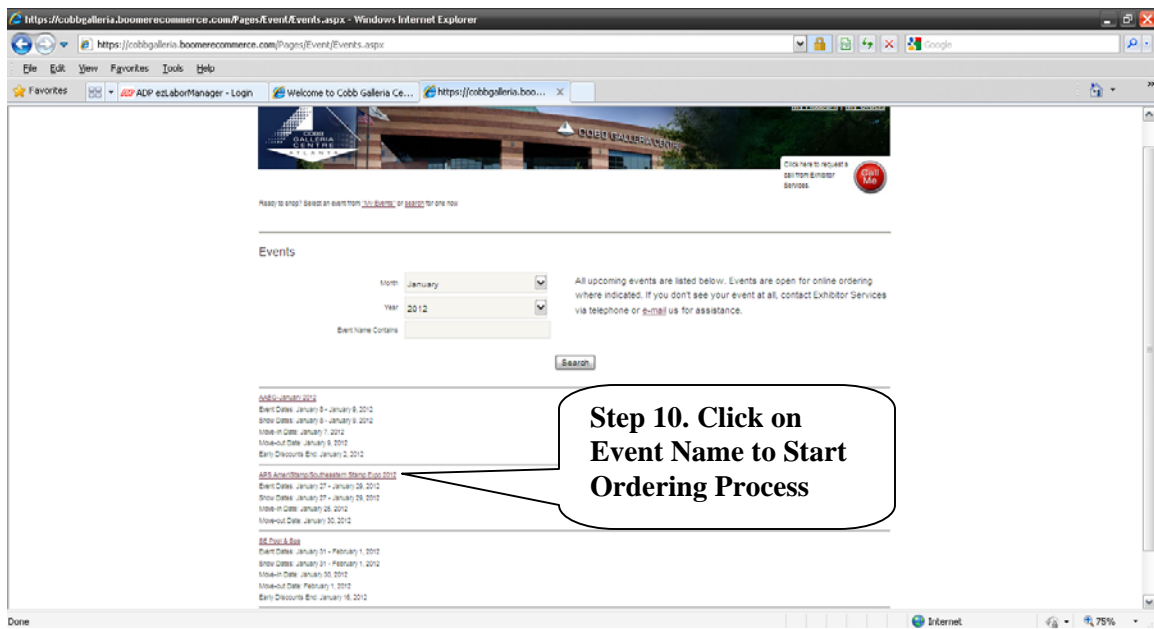 https://cobbgalleria.boomerecommerce.com/Pages/Event/Events.aspx - Windows Internet Explorer
https://cobbgalleria.boomerecommerce.com/Pages/Event/Events.aspx
Google
File Edit View Favorites Tools Help
Favorites
ADP ezLaborManager - Login
Welcome to Cobb Galleria Ce...
https://cobbgalleria.boo...
COBB
GALLERIA
CENTRE
ATLANTA
COBB GALLERIA CENTRE
Click here to request a
call from Exhibitor
Services.
Call
Me
Ready to shop? Select an event from "My Events" or search for one now
Events
Month January
Year 2012
Event Name Contains
All upcoming events are listed below. Events are open for online ordering
where indicated. If you don't see your event at all, contact Exhibitor Services
via telephone or e-mail us for assistance.
Search
AAEG-January 2012
Event Dates: January 8 - January 9, 2012
Show Dates: January 8 - January 9, 2012
Move-in Date: January 7, 2012
Move-out Date: January 9, 2012
Early Discounts End: January 2, 2012
APS AmeriStamp/Southeastern Stamp Expo 2012
Event Dates: January 27 - January 29, 2012
Show Dates: January 27 - January 29, 2012
Move-in Date: January 26, 2012
Move-out Date: January 30, 2012
SE Pool & Spa
Event Dates: January 31 - February 1, 2012
Show Dates: January 31 - February 1, 2012
Move-in Date: January 30, 2012
Move-out Date: February 1, 2012
Early Discounts End: January 16, 2012
Step 10. Click on
Event Name to Start
Ordering Process
Done
Internet
75%